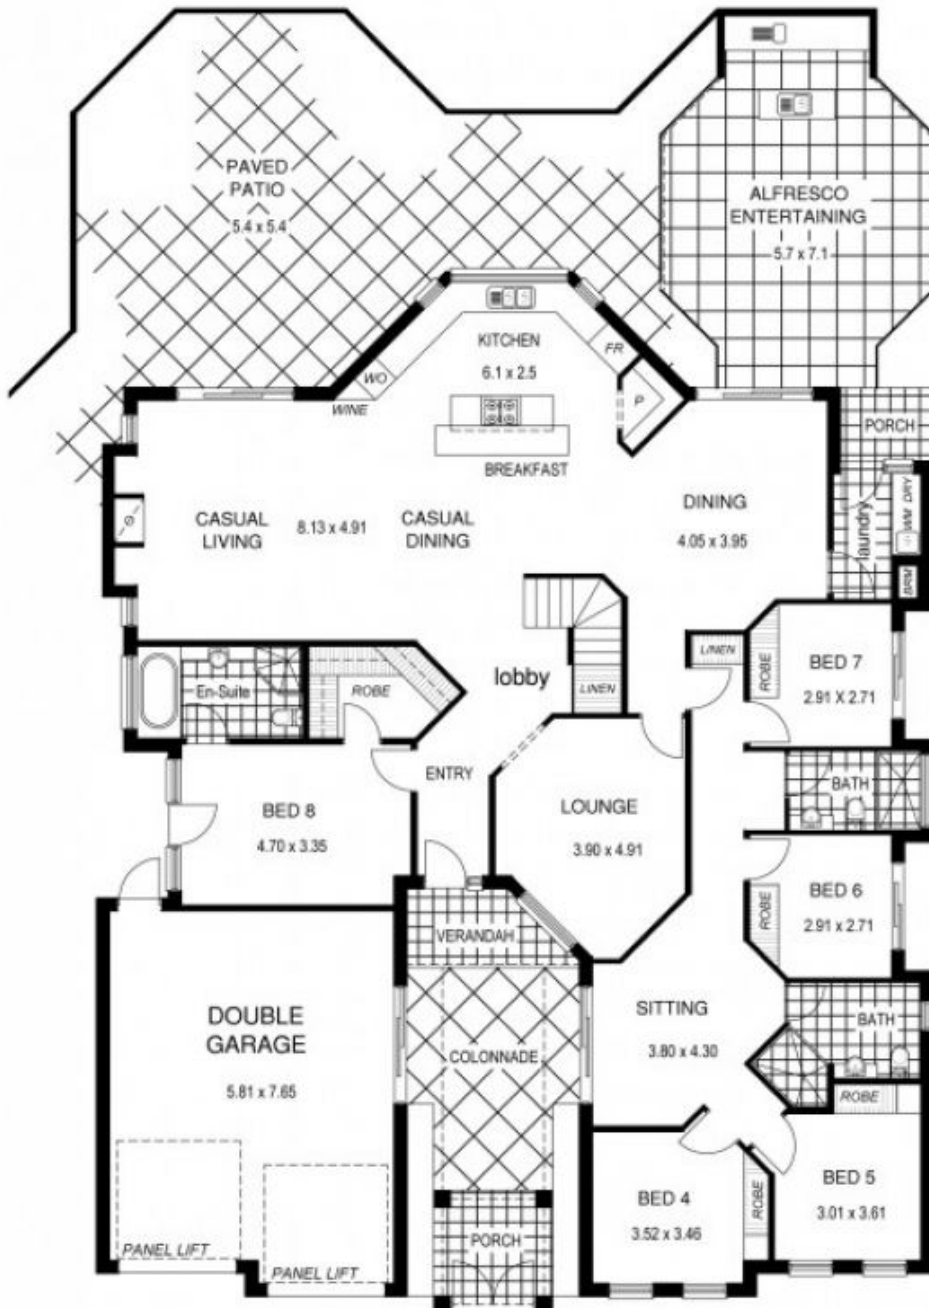 PAVED
PATIO
5.4 x 5.4
ALFRESCO
ENTERTAINING
5.7 x 7.1
KITCHEN
6.1 x 2.5
FR
WO
WINE
P
BREAKFAST
PORCH
CASUAL
LIVING
8.13 x 4.91
CASUAL
DINING
DINING
4.05 x 3.95
laundry
WM DRY
BRM
En-Suite
ROBE
lobby
LINEN
LINEN
ROBE
BED 7
2.91 X 2.71
ENTRY
BED 8
4.70 x 3.35
LOUNGE
3.90 x 4.91
BATH
ROBE
BED 6
2.91 x 2.71
VERANDAH
DOUBLE
GARAGE
5.81 x 7.65
COLONNADE
SITTING
3.80 x 4.30
BATH
ROBE
BED 4
3.52 x 3.46
ROBE
BED 5
3.01 x 3.61
PORCH
PANEL LIFT
PANEL LIFT